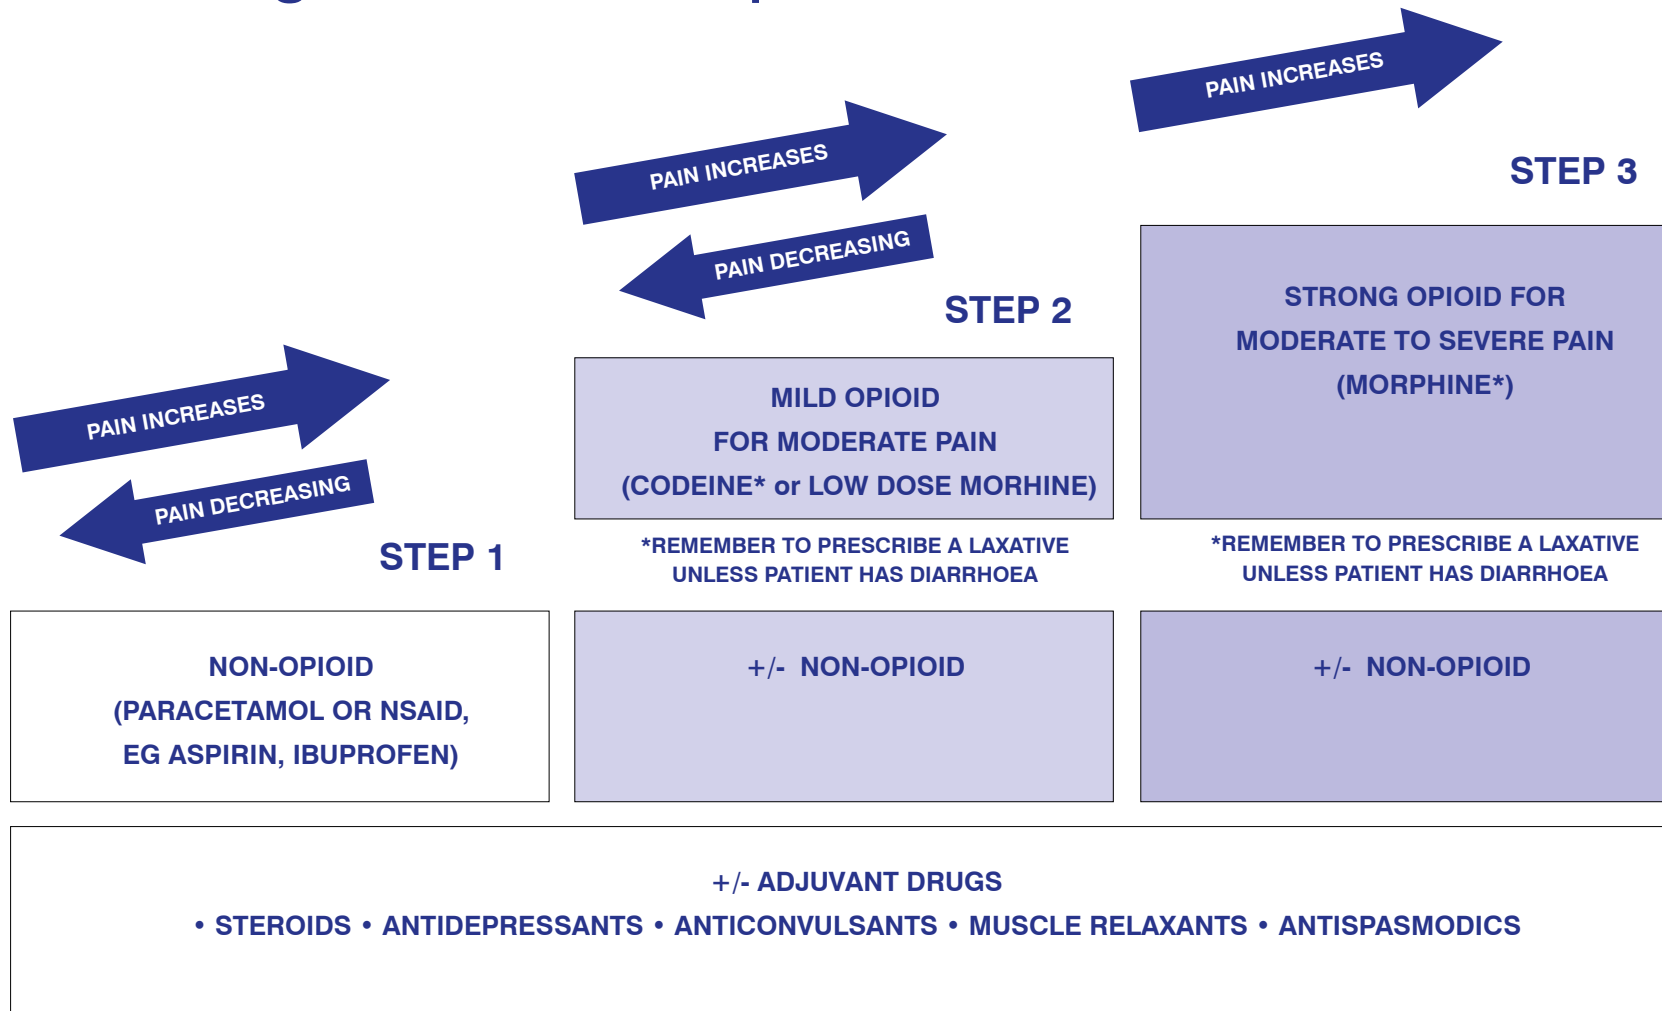 PAIN INCREASES
STEP 3
PAIN INCREASES
PAIN DECREASING
STEP 2
PAIN INCREASES
PAIN DECREASING
STEP 1
STRONG OPIOID FOR
MODERATE TO SEVERE PAIN
(MORPHINE*)
MILD OPIOID
FOR MODERATE PAIN
(CODEINE* or LOW DOSE MORHINE)
*REMEMBER TO PRESCRIBE A LAXATIVE
UNLESS PATIENT HAS DIARRHOEA
*REMEMBER TO PRESCRIBE A LAXATIVE
UNLESS PATIENT HAS DIARRHOEA
NON-OPIOID
(PARACETAMOL OR NSAID,
EG ASPIRIN, IBUPROFEN)
+/- NON-OPIOID
+/- NON-OPIOID
+/- ADJUVANT DRUGS
• STEROIDS • ANTIDEPRESSANTS • ANTICONVULSANTS • MUSCLE RELAXANTS • ANTISPASMODICS